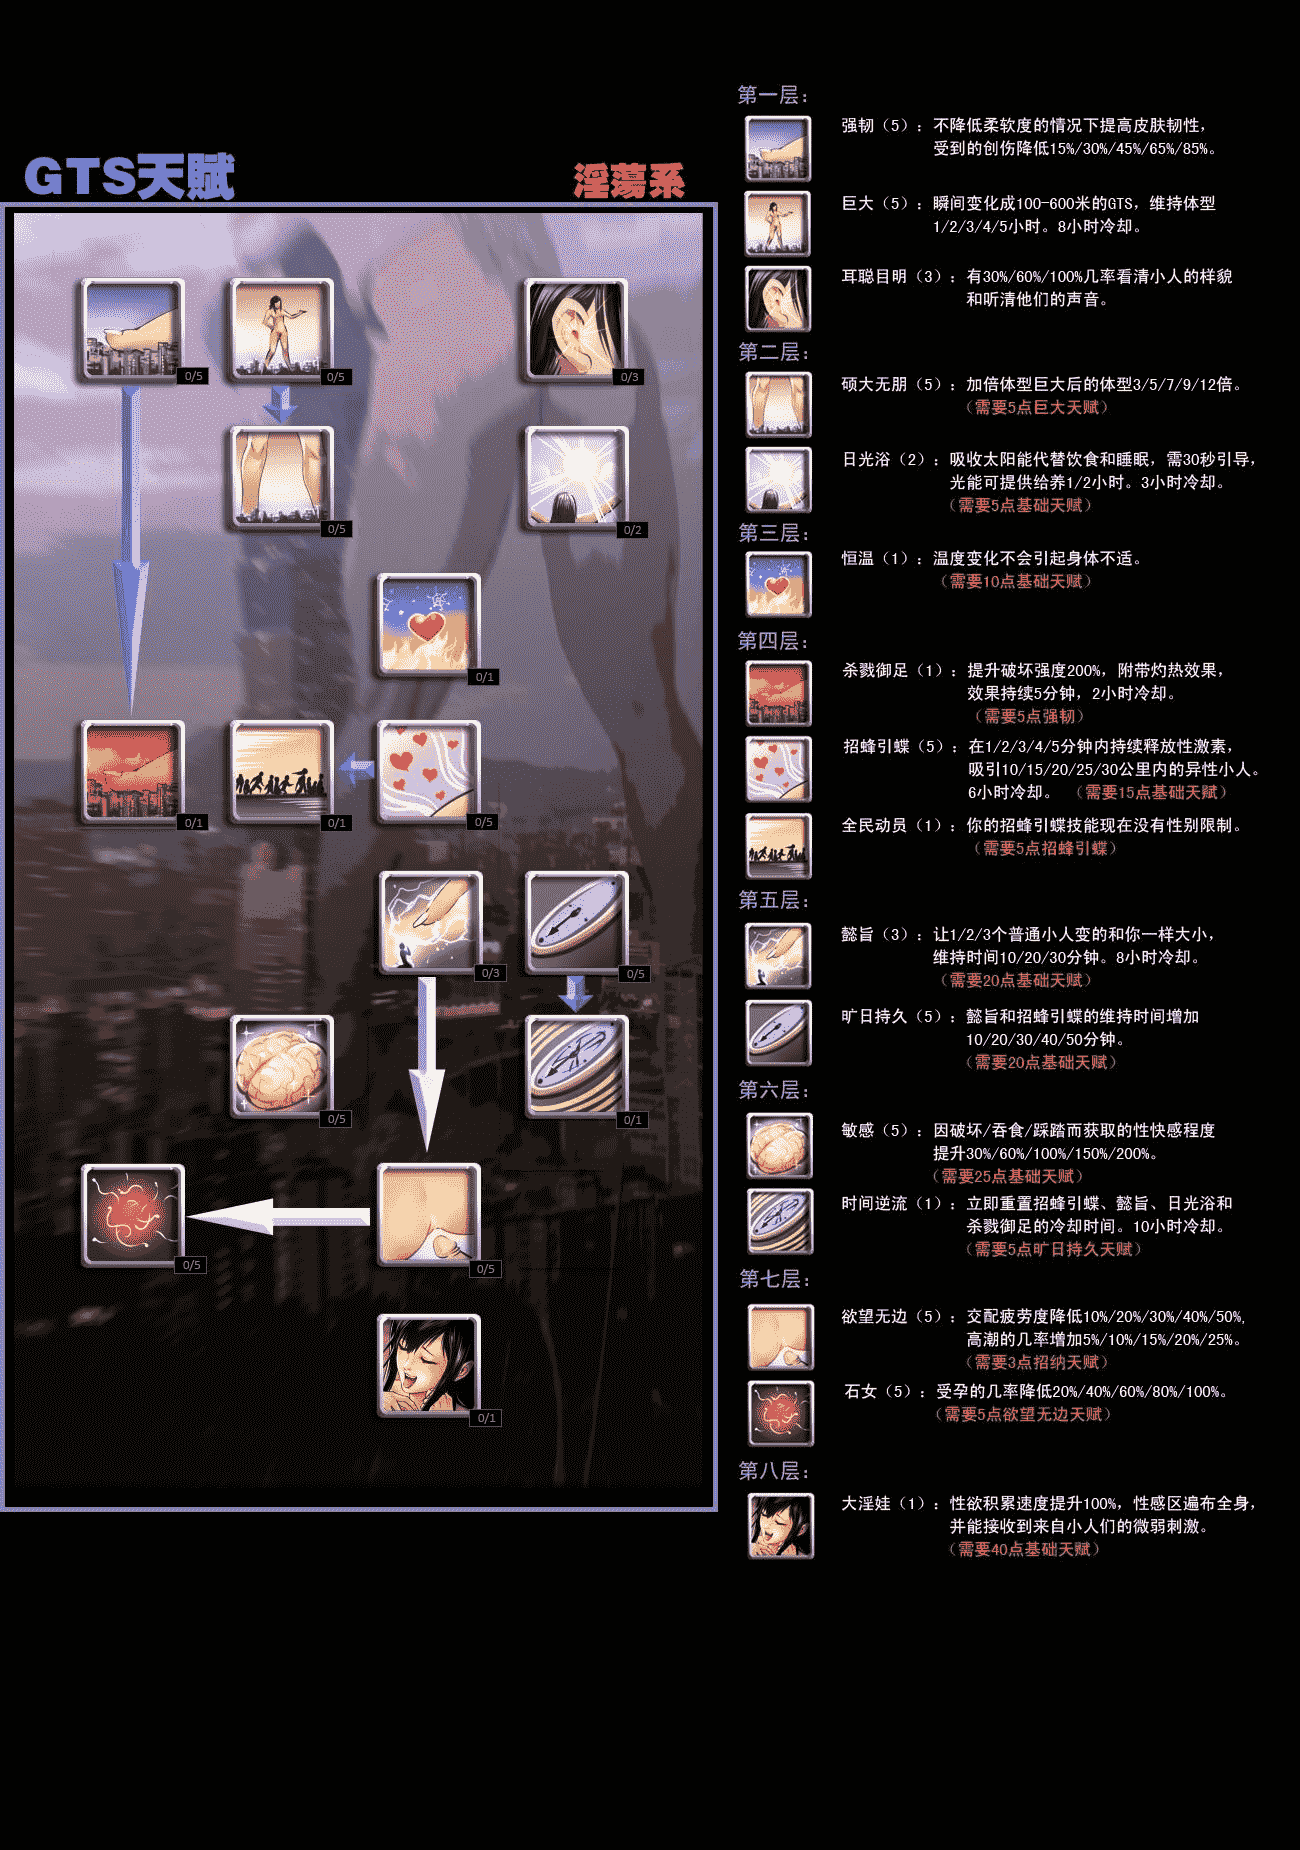 GTS天赋
淫荡系
0/5
0/5
0/3
0/5
0/2
0/1
0/1
0/1
0/5
0/3
0/5
0/5
0/1
0/5
0/5
0/1
第一层：
强韧（5）：不降低柔软度的情况下提高皮肤韧性，
受到的创伤降低15%/30%/45%/65%/85%。
巨大（5）：瞬间变化成100-600米的GTS，维持体型
1/2/3/4/5小时。8小时冷却。
耳聪目明（3）：有30%/60%/100%几率看清小人的样貌
和听清他们的声音。
第二层：
硕大无朋（5）：加倍体型巨大后的体型3/5/7/9/12倍。
（需要5点巨大天赋）
日光浴（2）：吸收太阳能代替饮食和睡眠，需30秒引导，
光能可提供给养1/2小时。3小时冷却。
（需要5点基础天赋）
第三层：
恒温（1）：温度变化不会引起身体不适。
（需要10点基础天赋）
第四层：
杀戮御足（1）：提升破坏强度200%，附带灼热效果，
效果持续5分钟，2小时冷却。
（需要5点强韧）
招蜂引蝶（5）：在1/2/3/4/5分钟内持续释放性激素，
吸引10/15/20/25/30公里内的异性小人。
6小时冷却。（需要15点基础天赋）
全民动员（1）：你的招蜂引蝶技能现在没有性别限制。
（需要5点招蜂引蝶）
第五层：
懿旨（3）：让1/2/3个普通小人变的和你一样大小，
维持时间10/20/30分钟。8小时冷却。
（需要20点基础天赋）
旷日持久（5）：懿旨和招蜂引蝶的维持时间增加
10/20/30/40/50分钟。
（需要20点基础天赋）
第六层：
敏感（5）：因破坏/吞食/踩踏而获取的性快感程度
提升30%/60%/100%/150%/200%。
（需要25点基础天赋）
时间逆流（1）：立即重置招蜂引蝶、懿旨、日光浴和
杀戮御足的冷却时间。10小时冷却。
（需要5点旷日持久天赋）
第七层：
欲望无边（5）：交配疲劳度降低10%/20%/30%/40%/50%，
高潮的几率增加5%/10%/15%/20%/25%。
（需要3点招纳天赋）
石女（5）：受孕的几率降低20%/40%/60%/80%/100%。
（需要5点欲望无边天赋）
第八层：
大淫娃（1）：性欲积累速度提升100%，性感区遍布全身，
并能接收到来自小人们的微弱刺激。
（需要40点基础天赋）